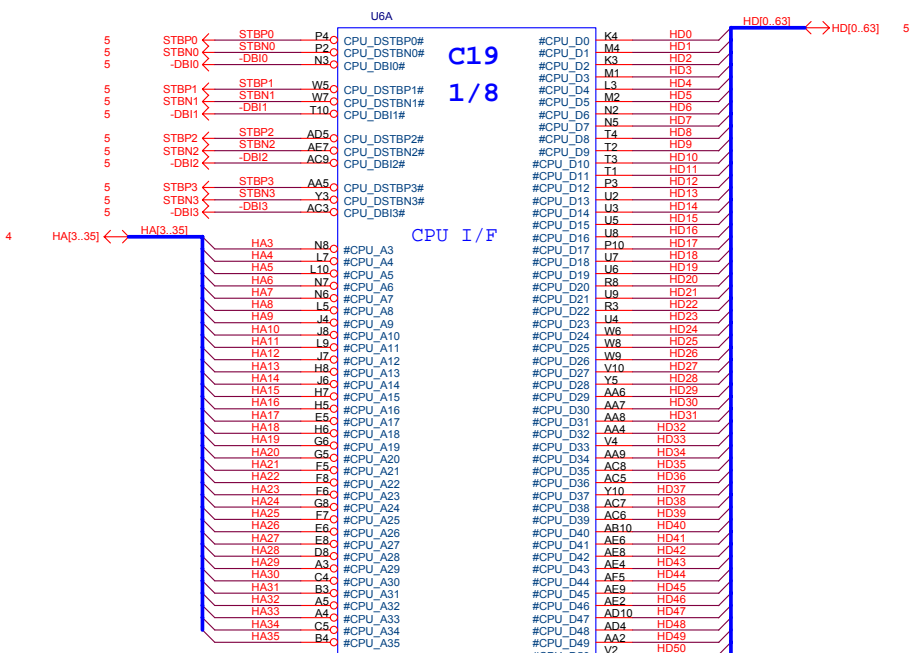 U6A
C19
1/8
CPU I/F
5 STBP0 STBP0 P4 CPU_DSTBP0#
5 STBN0 STBN0 P2 CPU_DSTBN0#
5 -DBI0 -DBI0 N3 CPU_DBI0#
5 STBP1 STBP1 W5 CPU_DSTBP1#
5 STBN1 STBN1 W7 CPU_DSTBN1#
5 -DBI1 -DBI1 T10 CPU_DBI1#
5 STBP2 STBP2 AD5 CPU_DSTBP2#
5 STBN2 STBN2 AE7 CPU_DSTBN2#
5 -DBI2 -DBI2 AC9 CPU_DBI2#
5 STBP3 STBP3 AA5 CPU_DSTBP3#
5 STBN3 STBN3 Y3 CPU_DSTBN3#
5 -DBI3 -DBI3 AC3 CPU_DBI3#
4 HA[3..35] HA[3..35]
HA3 N8 #CPU_A3
HA4 L7 #CPU_A4
HA5 L10 #CPU_A5
HA6 N7 #CPU_A6
HA7 N6 #CPU_A7
HA8 L5 #CPU_A8
HA9 J4 #CPU_A9
HA10 J8 #CPU_A10
HA11 L9 #CPU_A11
HA12 J7 #CPU_A12
HA13 H8 #CPU_A13
HA14 J6 #CPU_A14
HA15 H7 #CPU_A15
HA16 H5 #CPU_A16
HA17 E5 #CPU_A17
HA18 H6 #CPU_A18
HA19 G6 #CPU_A19
HA20 G5 #CPU_A20
HA21 F5 #CPU_A21
HA22 F8 #CPU_A22
HA23 F6 #CPU_A23
HA24 G8 #CPU_A24
HA25 F7 #CPU_A25
HA26 E6 #CPU_A26
HA27 E8 #CPU_A27
HA28 D8 #CPU_A28
HA29 A3 #CPU_A29
HA30 C4 #CPU_A30
HA31 B3 #CPU_A31
HA32 A5 #CPU_A32
HA33 A4 #CPU_A33
HA34 C5 #CPU_A34
HA35 B4 #CPU_A35
HD[0..63] HD[0..63] 5
#CPU_D0 K4 HD0
#CPU_D1 M4 HD1
#CPU_D2 K3 HD2
#CPU_D3 M1 HD3
#CPU_D4 L3 HD4
#CPU_D5 M2 HD5
#CPU_D6 N2 HD6
#CPU_D7 N5 HD7
#CPU_D8 T4 HD8
#CPU_D9 T2 HD9
#CPU_D10 T3 HD10
#CPU_D11 T1 HD11
#CPU_D12 P3 HD12
#CPU_D13 U2 HD13
#CPU_D14 U3 HD14
#CPU_D15 U5 HD15
#CPU_D16 U8 HD16
#CPU_D17 P10 HD17
#CPU_D18 U7 HD18
#CPU_D19 U6 HD19
#CPU_D20 R8 HD20
#CPU_D21 U9 HD21
#CPU_D22 R3 HD22
#CPU_D23 U4 HD23
#CPU_D24 W6 HD24
#CPU_D25 W8 HD25
#CPU_D26 W9 HD26
#CPU_D27 V10 HD27
#CPU_D28 Y5 HD28
#CPU_D29 AA6 HD29
#CPU_D30 AA7 HD30
#CPU_D31 AA8 HD31
#CPU_D32 AA4 HD32
#CPU_D33 V4 HD33
#CPU_D34 AA9 HD34
#CPU_D35 AC8 HD35
#CPU_D36 AC5 HD36
#CPU_D37 Y10 HD37
#CPU_D38 AC7 HD38
#CPU_D39 AC6 HD39
#CPU_D40 AB10 HD40
#CPU_D41 AE6 HD41
#CPU_D42 AE8 HD42
#CPU_D43 AE4 HD43
#CPU_D44 AF5 HD44
#CPU_D45 AE9 HD45
#CPU_D46 AE2 HD46
#CPU_D47 AD10 HD47
#CPU_D48 AD4 HD48
#CPU_D49 AA2 HD49
V2 HD50